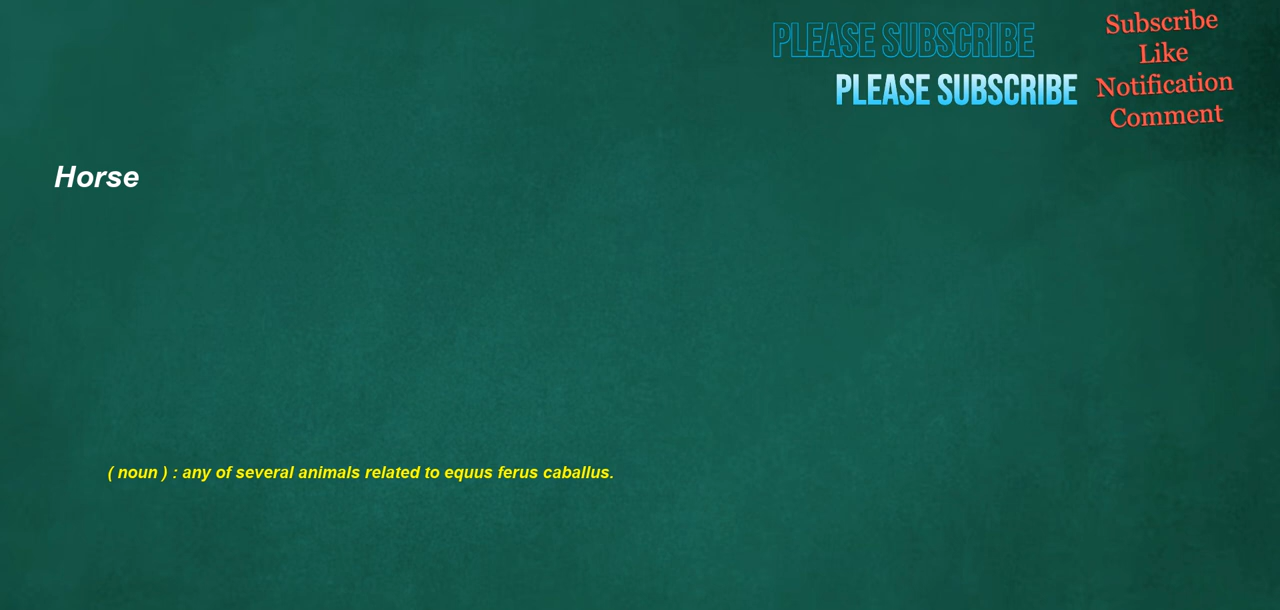 PLEASE SUBSCRIBE
PLEASE SUBSCRIBE
Subscribe
Like
Notification
Comment
Horse
( noun ) : any of several animals related to equus ferus caballus.